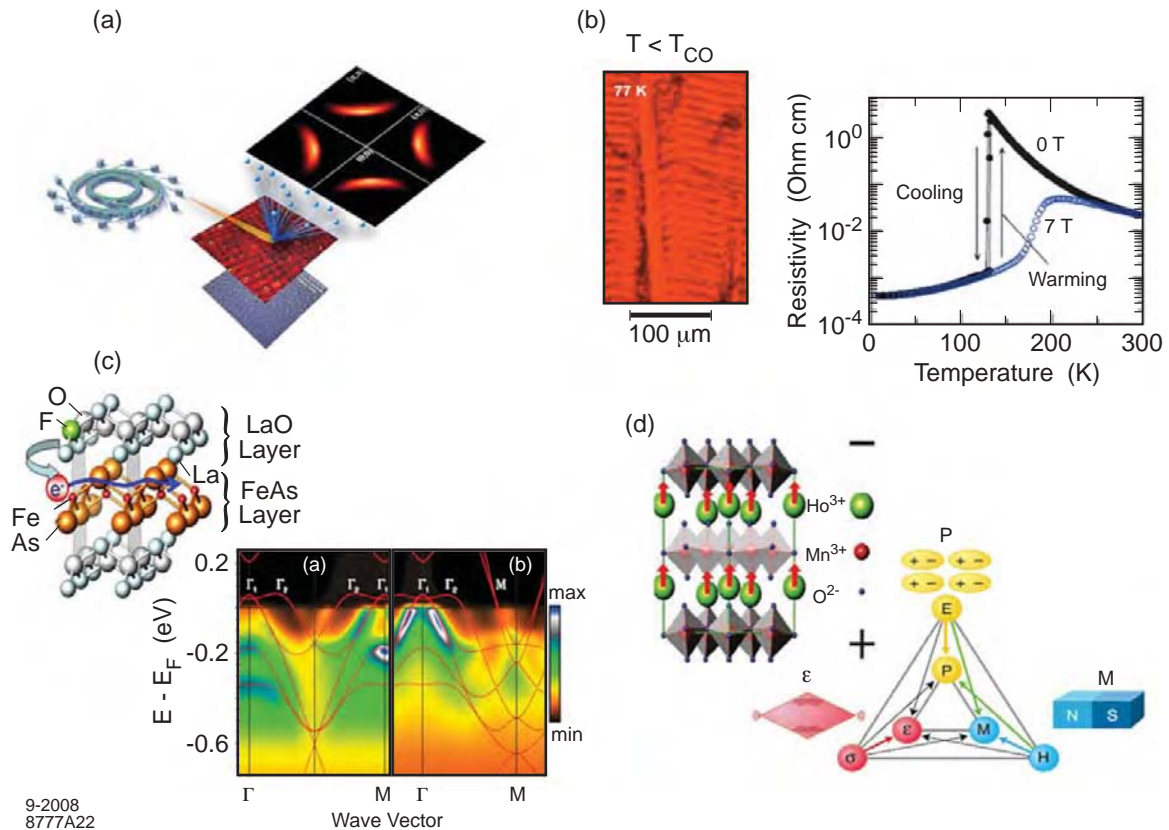 (a)
(b)
T < T_CO
77 K
100 μm
Resistivity (Ohm cm)
10^0
10^-2
10^-4
0 T
7 T
Cooling
Warming
0
100
200
300
Temperature (K)
(c)
O
F
LaO
Layer
La
e-
Fe
As
FeAs
Layer
(a)
(b)
Γ1
Γ2
Γ2
Γ1
Γ1
Γ2
M
0.2
-0.2
-0.6
E - E_F (eV)
max
min
Γ
M
Γ
M
Wave Vector
(d)
−
Ho3+
Mn3+
O2-
+
P
+ −
+ −
+ −
+ −
E
P
ε
M
N
S
ε
M
σ
H
9-2008
8777A22